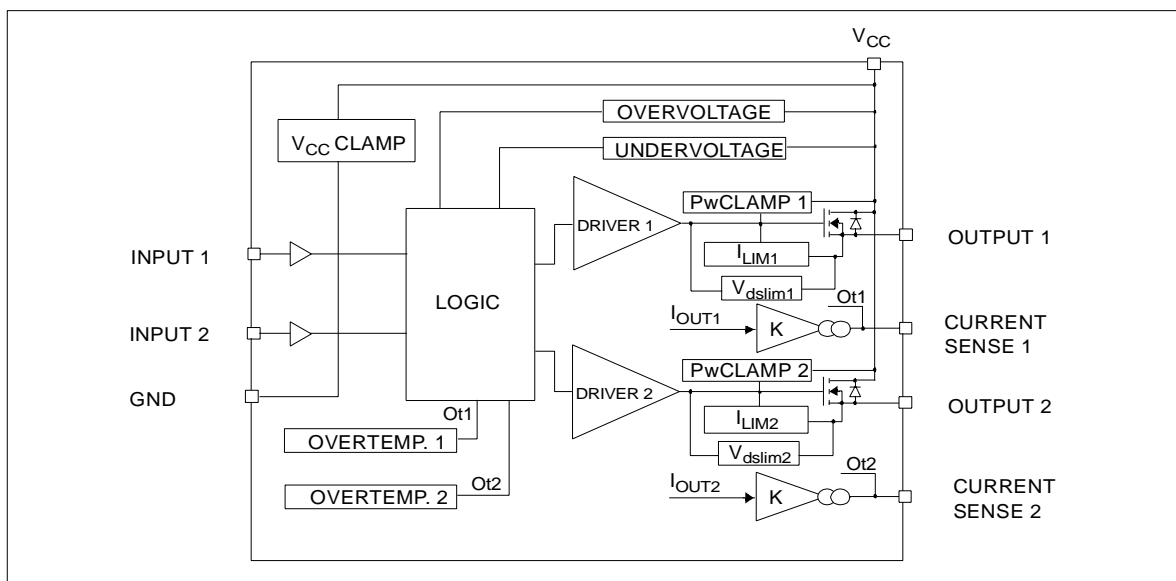 VCC
OVERVOLTAGE
VCC CLAMP
UNDERVOLTAGE
PwCLAMP 1
DRIVER 1
OUTPUT 1
INPUT 1
ILIM1
LOGIC
Vdslim1
Ot1
IOUT1
K
CURRENT
SENSE 1
INPUT 2
PwCLAMP 2
DRIVER 2
GND
OUTPUT 2
Ot1
ILIM2
OVERTEMP. 1
Vdslim2
Ot2
Ot2
IOUT2
K
CURRENT
SENSE 2
OVERTEMP. 2